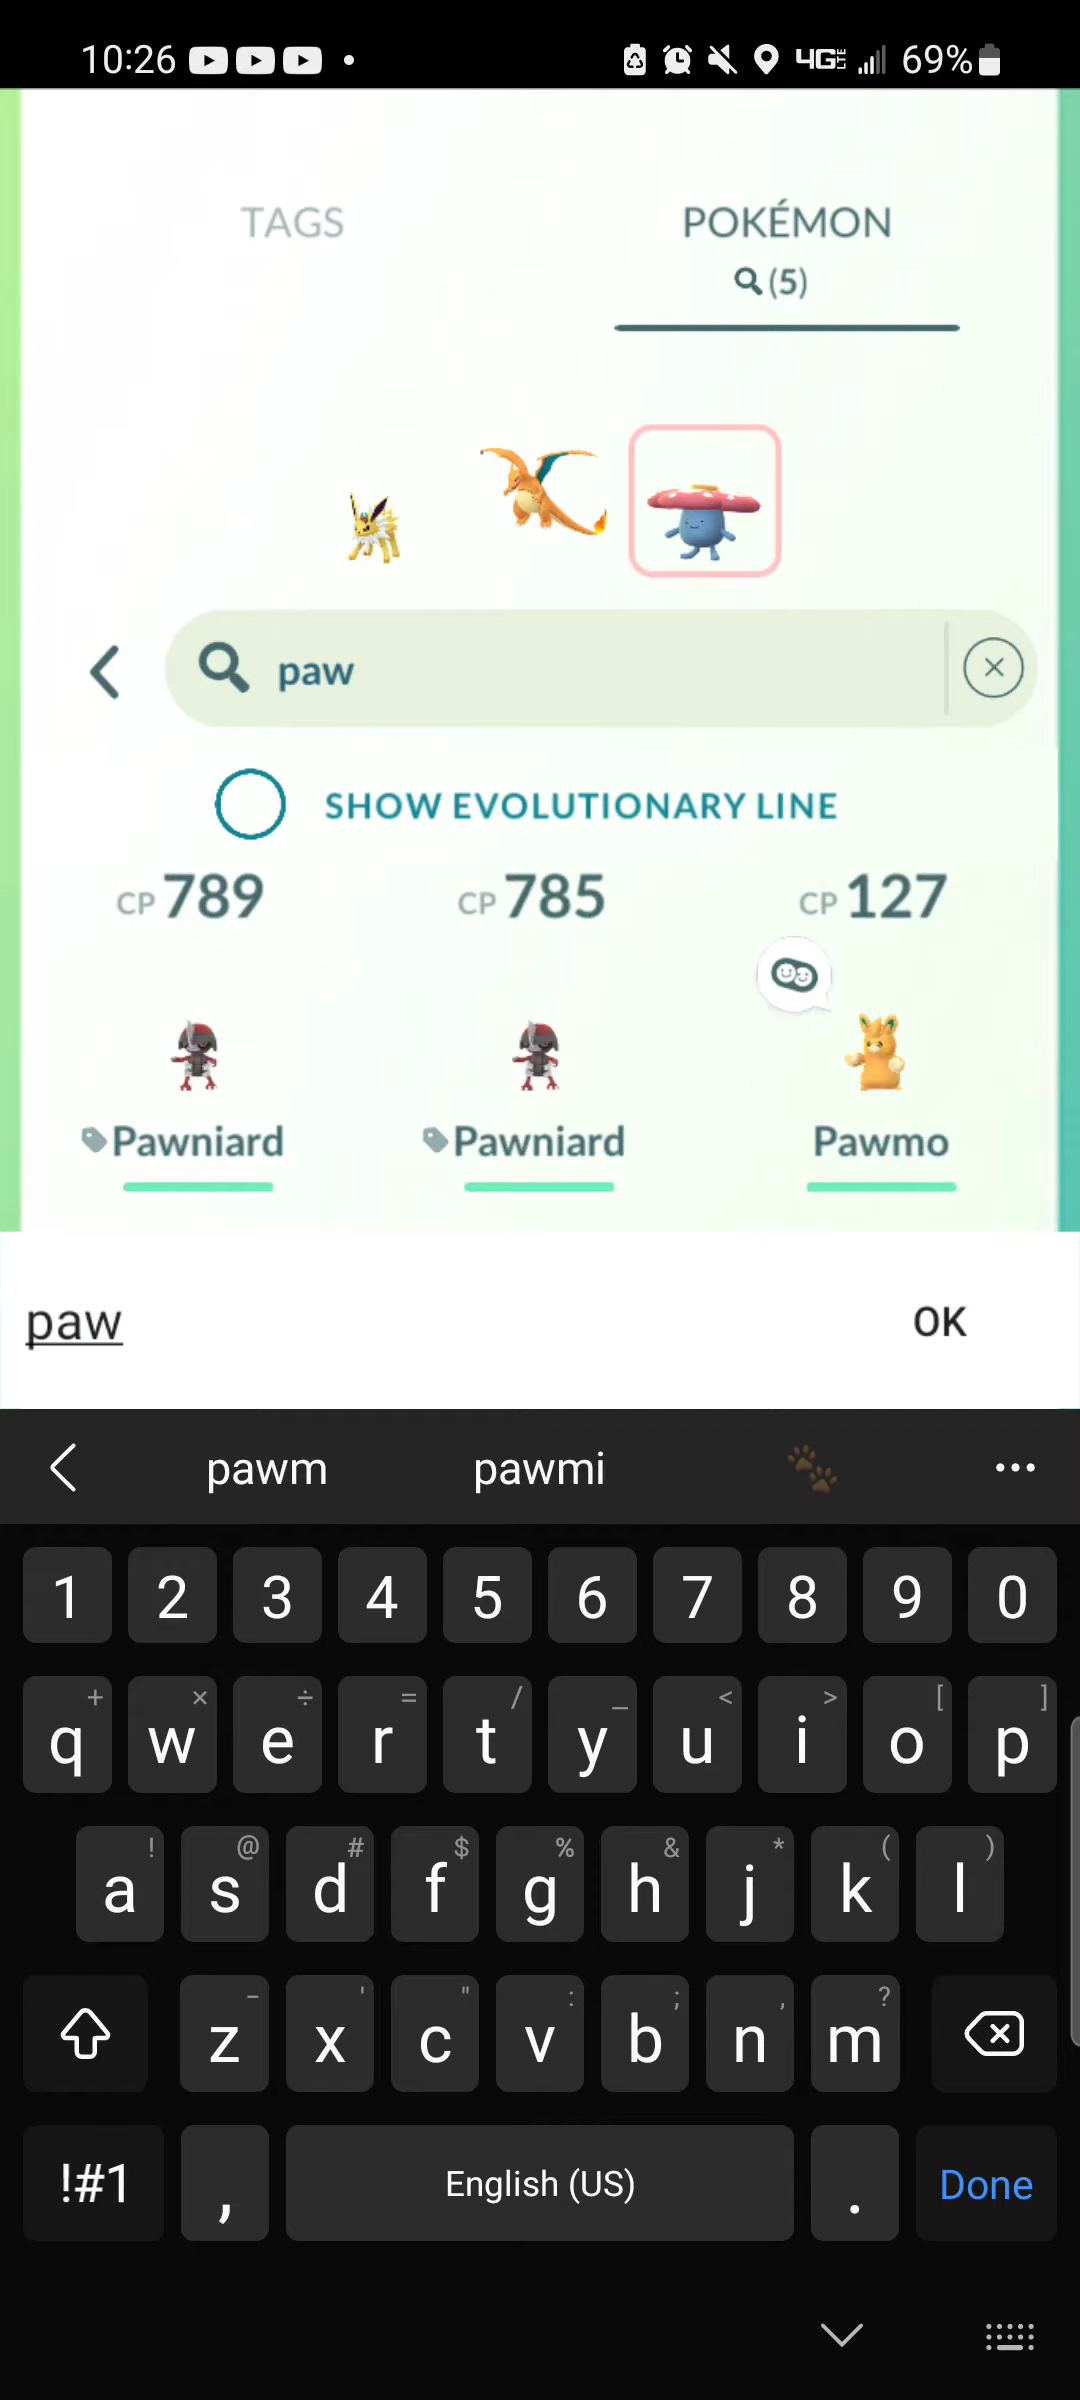 10:26 4G LTE 69%
TAGS POKÉMON
(5)
paw
SHOW EVOLUTIONARY LINE
CP 789 CP 785 CP 127
Pawniard Pawniard Pawmo
paw OK
pawm pawmi ...
1 2 3 4 5 6 7 8 9 0
+ × ÷ = / _ < > [ ]
q w e r t y u i o p
! @ # $ % & * ( )
a s d f g h j k l
- ' " : ; , ?
z x c v b n m
!#1 , English (US) . Done